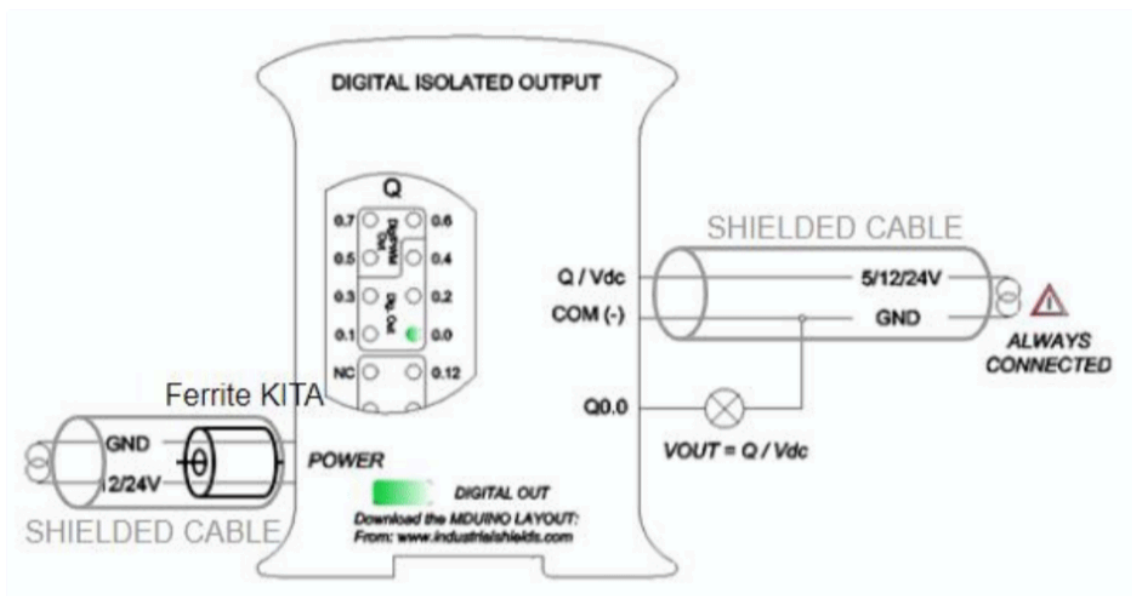 DIGITAL ISOLATED OUTPUT
Q
0.7 0.6
0.5 0.4
0.3 0.2
0.1 0.0
NC 0.12
Dig. Out
SHIELDED CABLE
Q / Vdc
5/12/24V
COM (-)
GND
ALWAYS
CONNECTED
Q0.0
VOUT = Q / Vdc
Ferrite KITA
GND
12/24V
POWER
SHIELDED CABLE
DIGITAL OUT
Download the MDUINO LAYOUT:
From: www.industrialshields.com